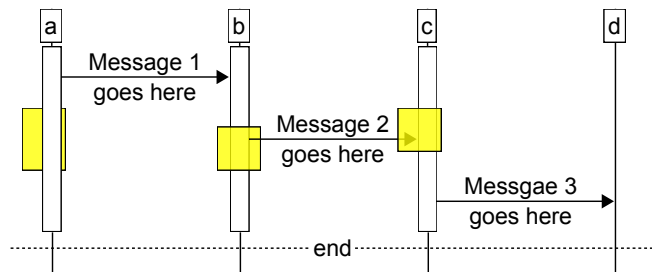 a b c d
Message 1
goes here
Message 2
goes here
Messgae 3
goes here
end